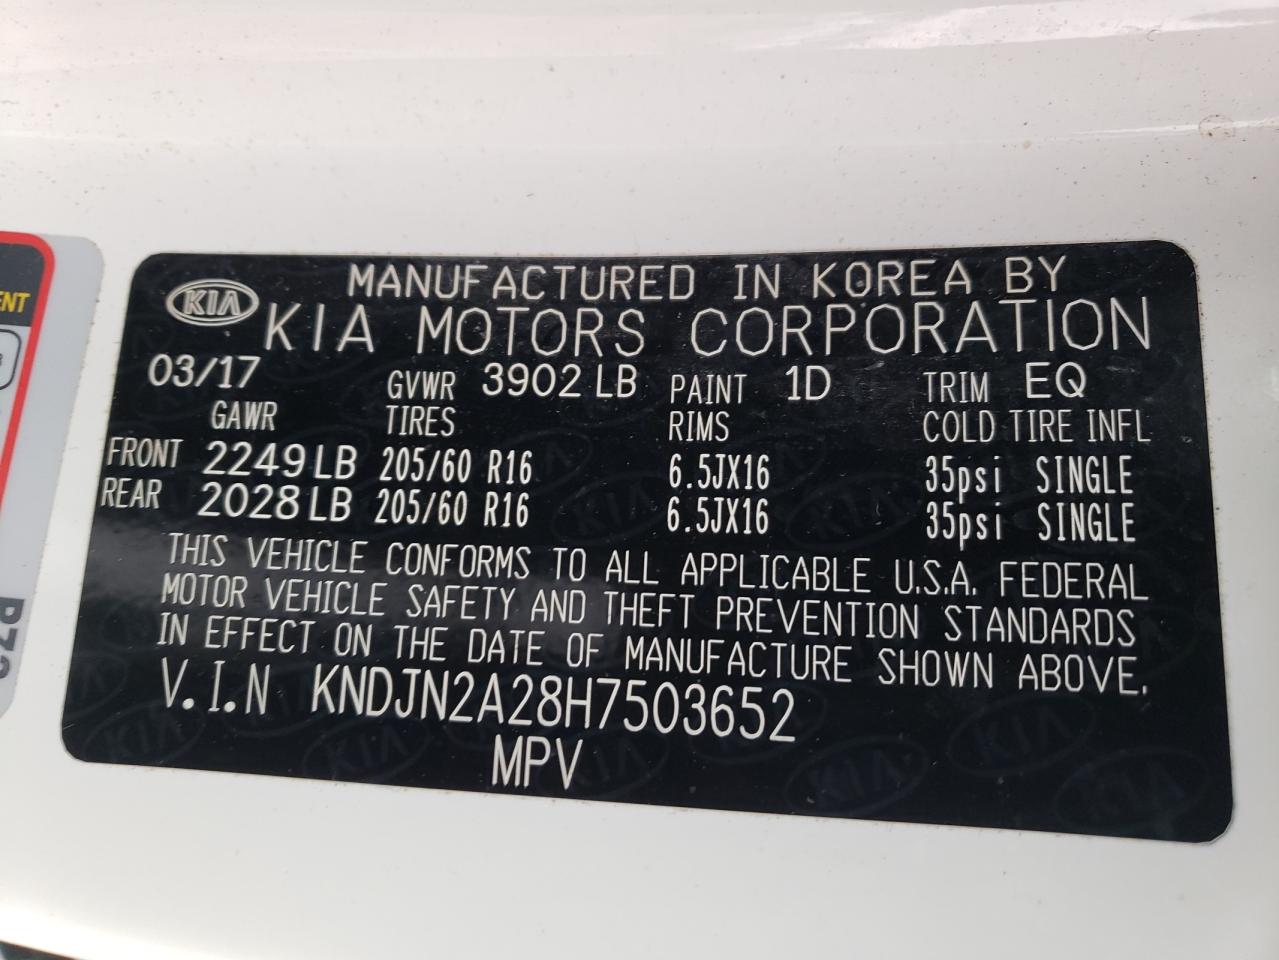 MANUFACTURED IN KOREA BY
KIA KIA MOTORS CORPORATION
03/17 GVWR 3902 LB PAINT 1D TRIM EQ
GAWR TIRES RIMS COLD TIRE INFL
FRONT 2249 LB 205/60 R16 6.5JX16 35psi SINGLE
REAR 2028 LB 205/60 R16 6.5JX16 35psi SINGLE
THIS VEHICLE CONFORMS TO ALL APPLICABLE U.S.A. FEDERAL
MOTOR VEHICLE SAFETY AND THEFT PREVENTION STANDARDS
IN EFFECT ON THE DATE OF MANUFACTURE SHOWN ABOVE.
V.I.N KNDJN2A28H7503652
MPV